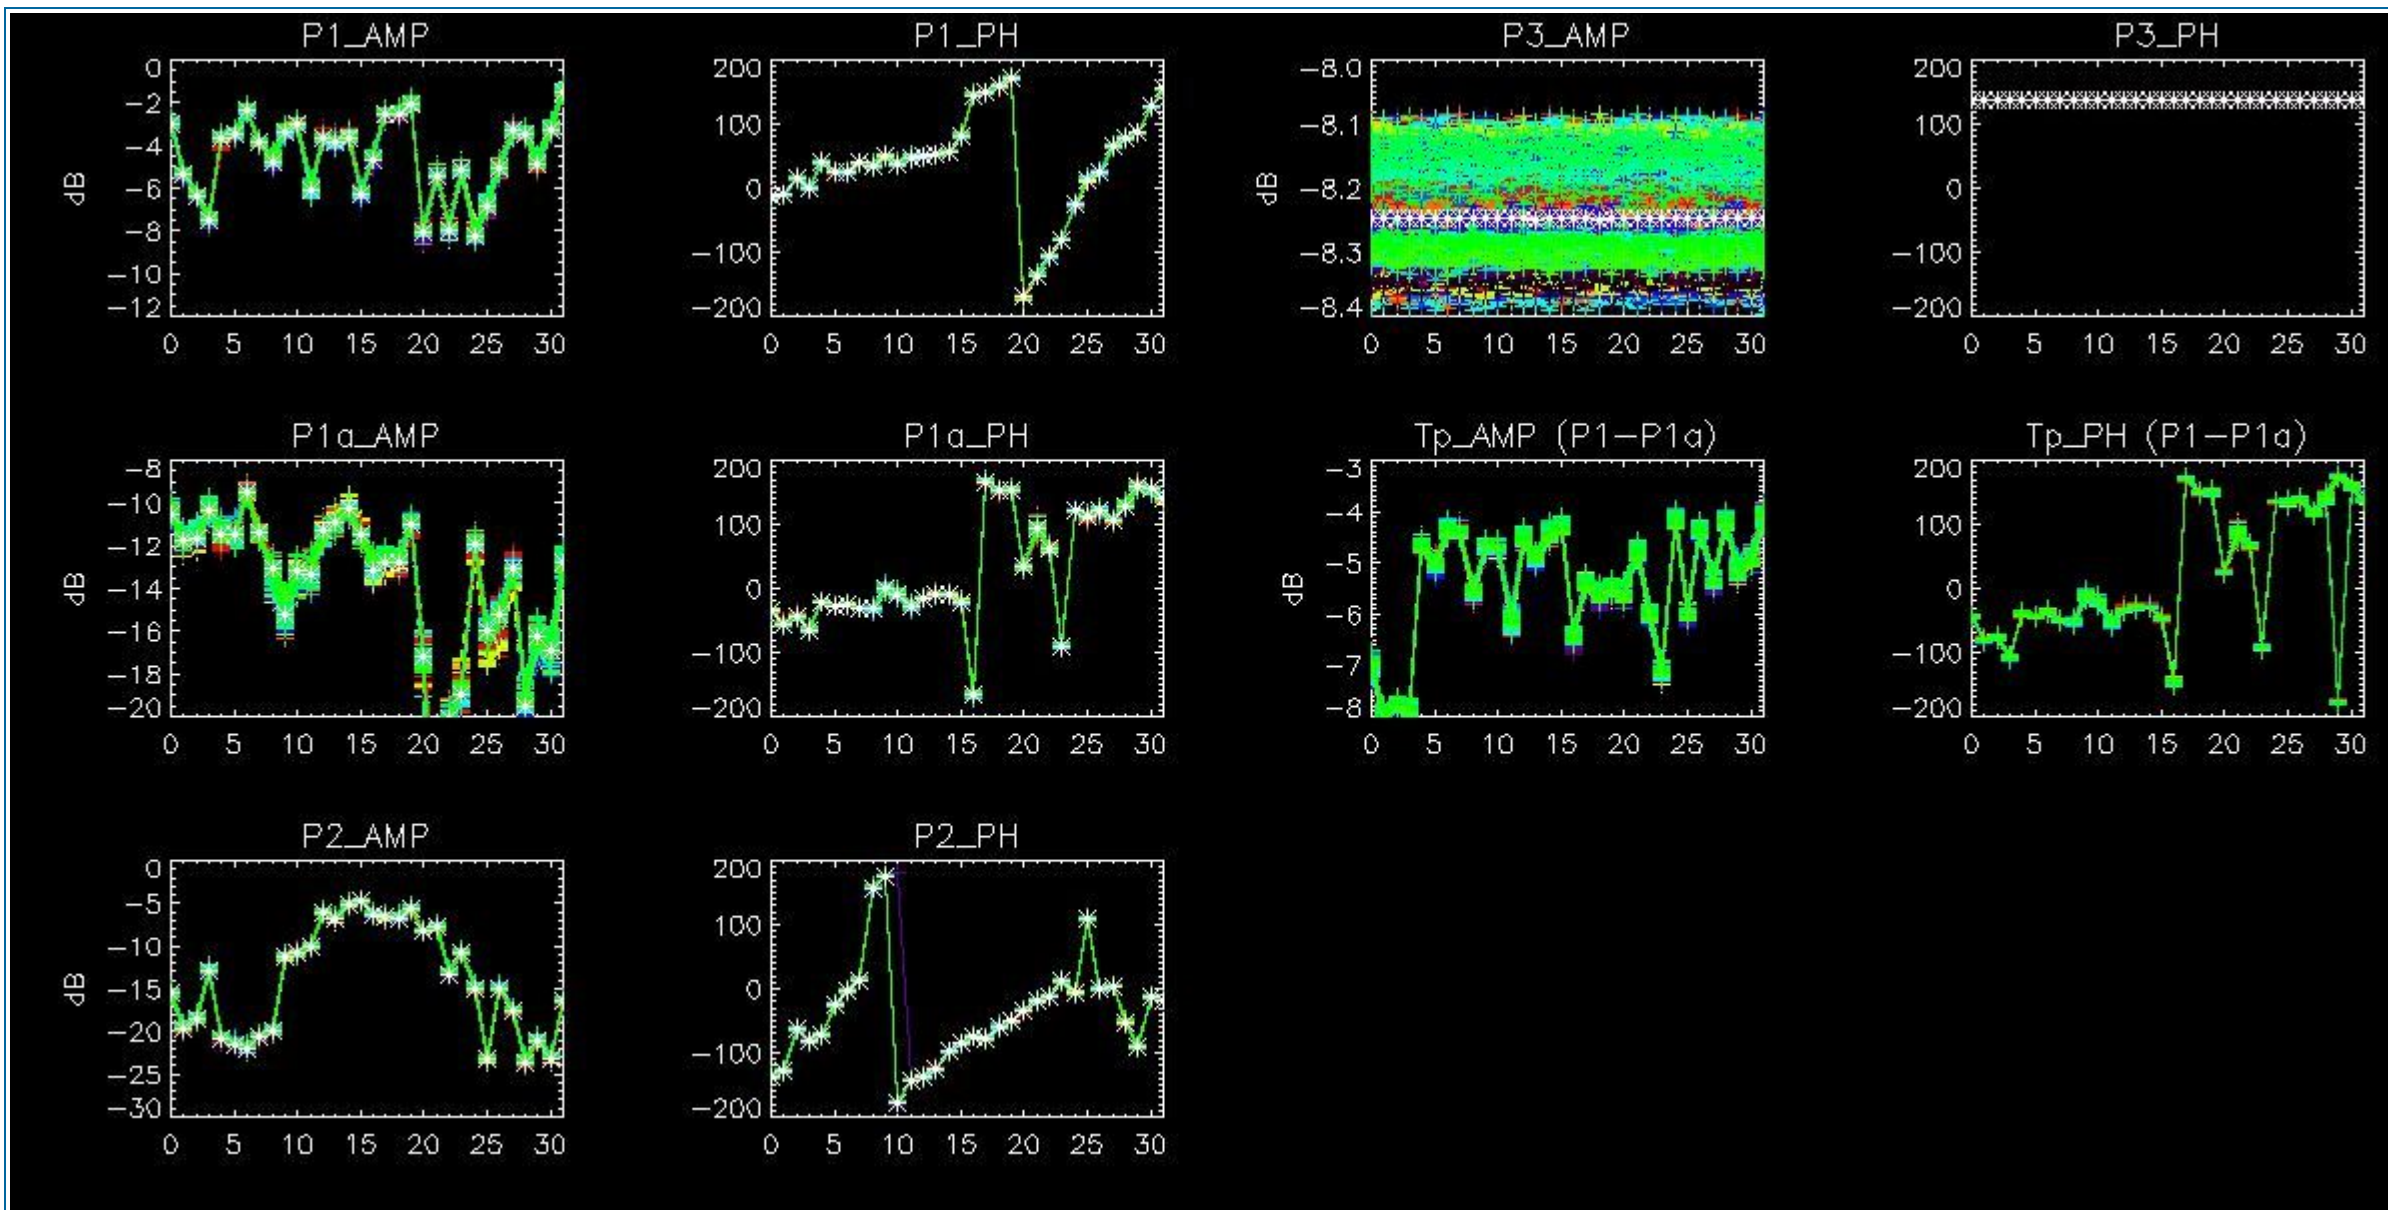 P1_AMP
0
−2
−4
−6
−8
−10
−12
dB
0 5 10 15 20 25 30
P1_PH
200
100
0
−100
−200
0 5 10 15 20 25 30
P3_AMP
−8.0
−8.1
−8.2
−8.3
−8.4
dB
0 5 10 15 20 25 30
P3_PH
200
100
0
−100
−200
0 5 10 15 20 25 30
P1a_AMP
−8
−10
−12
−14
−16
−18
−20
dB
0 5 10 15 20 25 30
P1a_PH
200
100
0
−100
−200
0 5 10 15 20 25 30
Tp_AMP (P1−P1a)
−3
−4
−5
−6
−7
−8
dB
0 5 10 15 20 25 30
Tp_PH (P1−P1a)
200
100
0
−100
−200
0 5 10 15 20 25 30
P2_AMP
0
−5
−10
−15
−20
−25
−30
dB
0 5 10 15 20 25 30
P2_PH
200
100
0
−100
−200
0 5 10 15 20 25 30